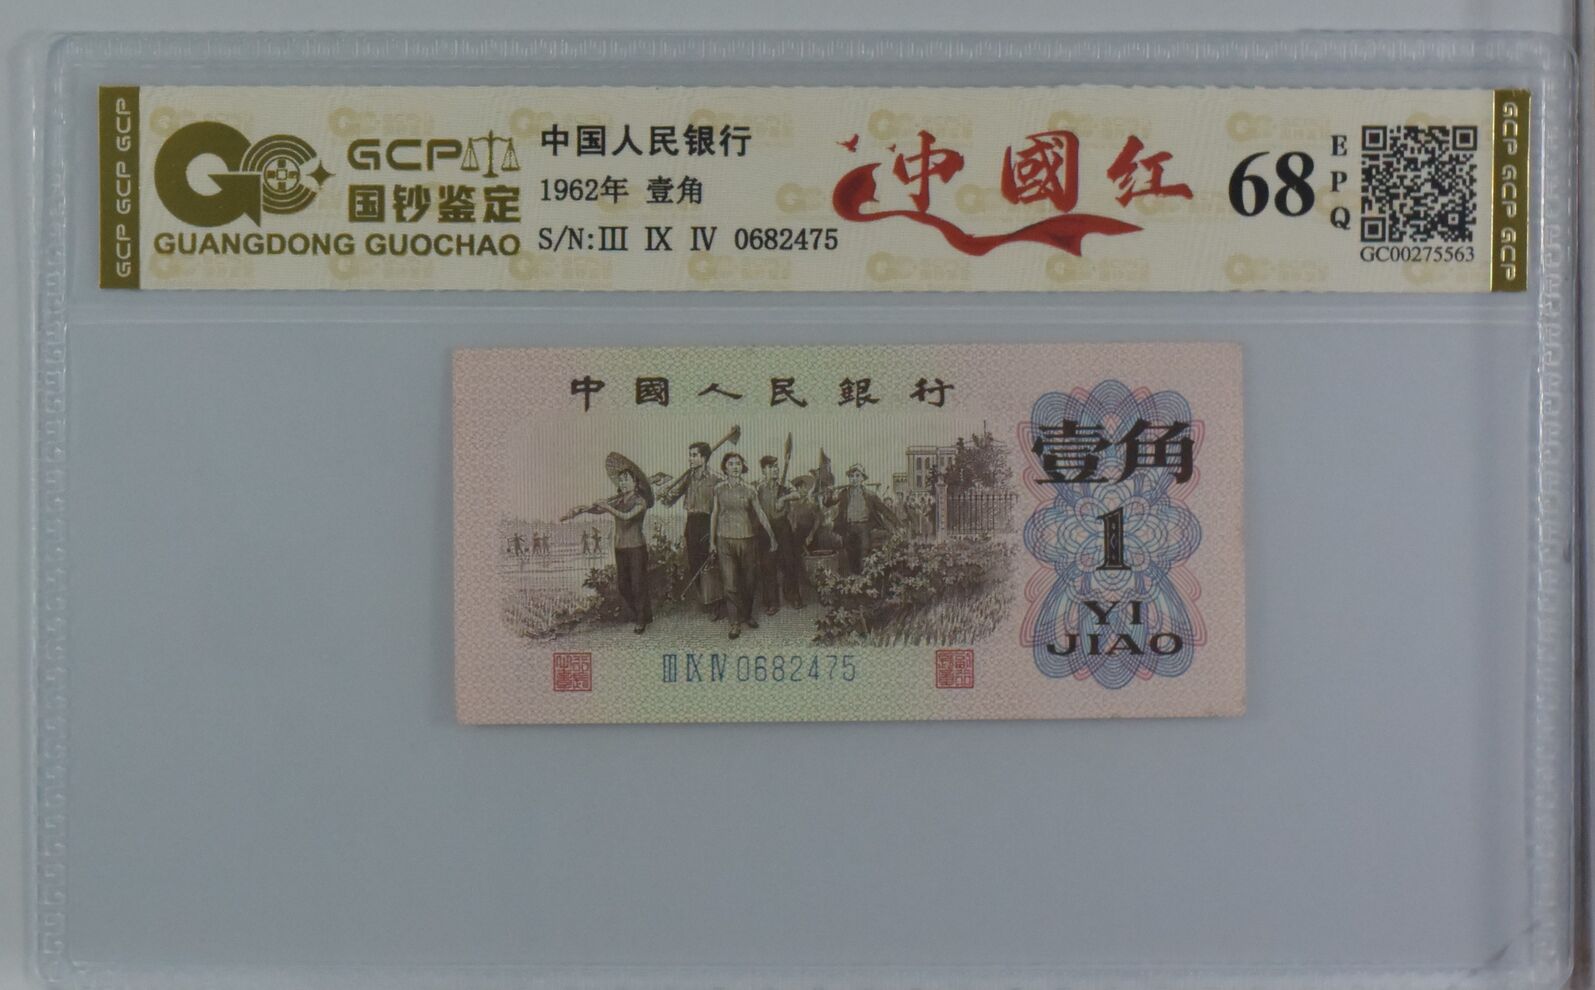 GCP GCP GCP
GCP
国钞鉴定
GUANGDONG GUOCHAO
中国人民银行
1962年 壹角
S/N:III IX IV 0682475
中國红
68
EPQ
GC00275563
GCP GCP GCP
中國人民銀行
壹角
1
YI
JIAO
III IX IV 0682475